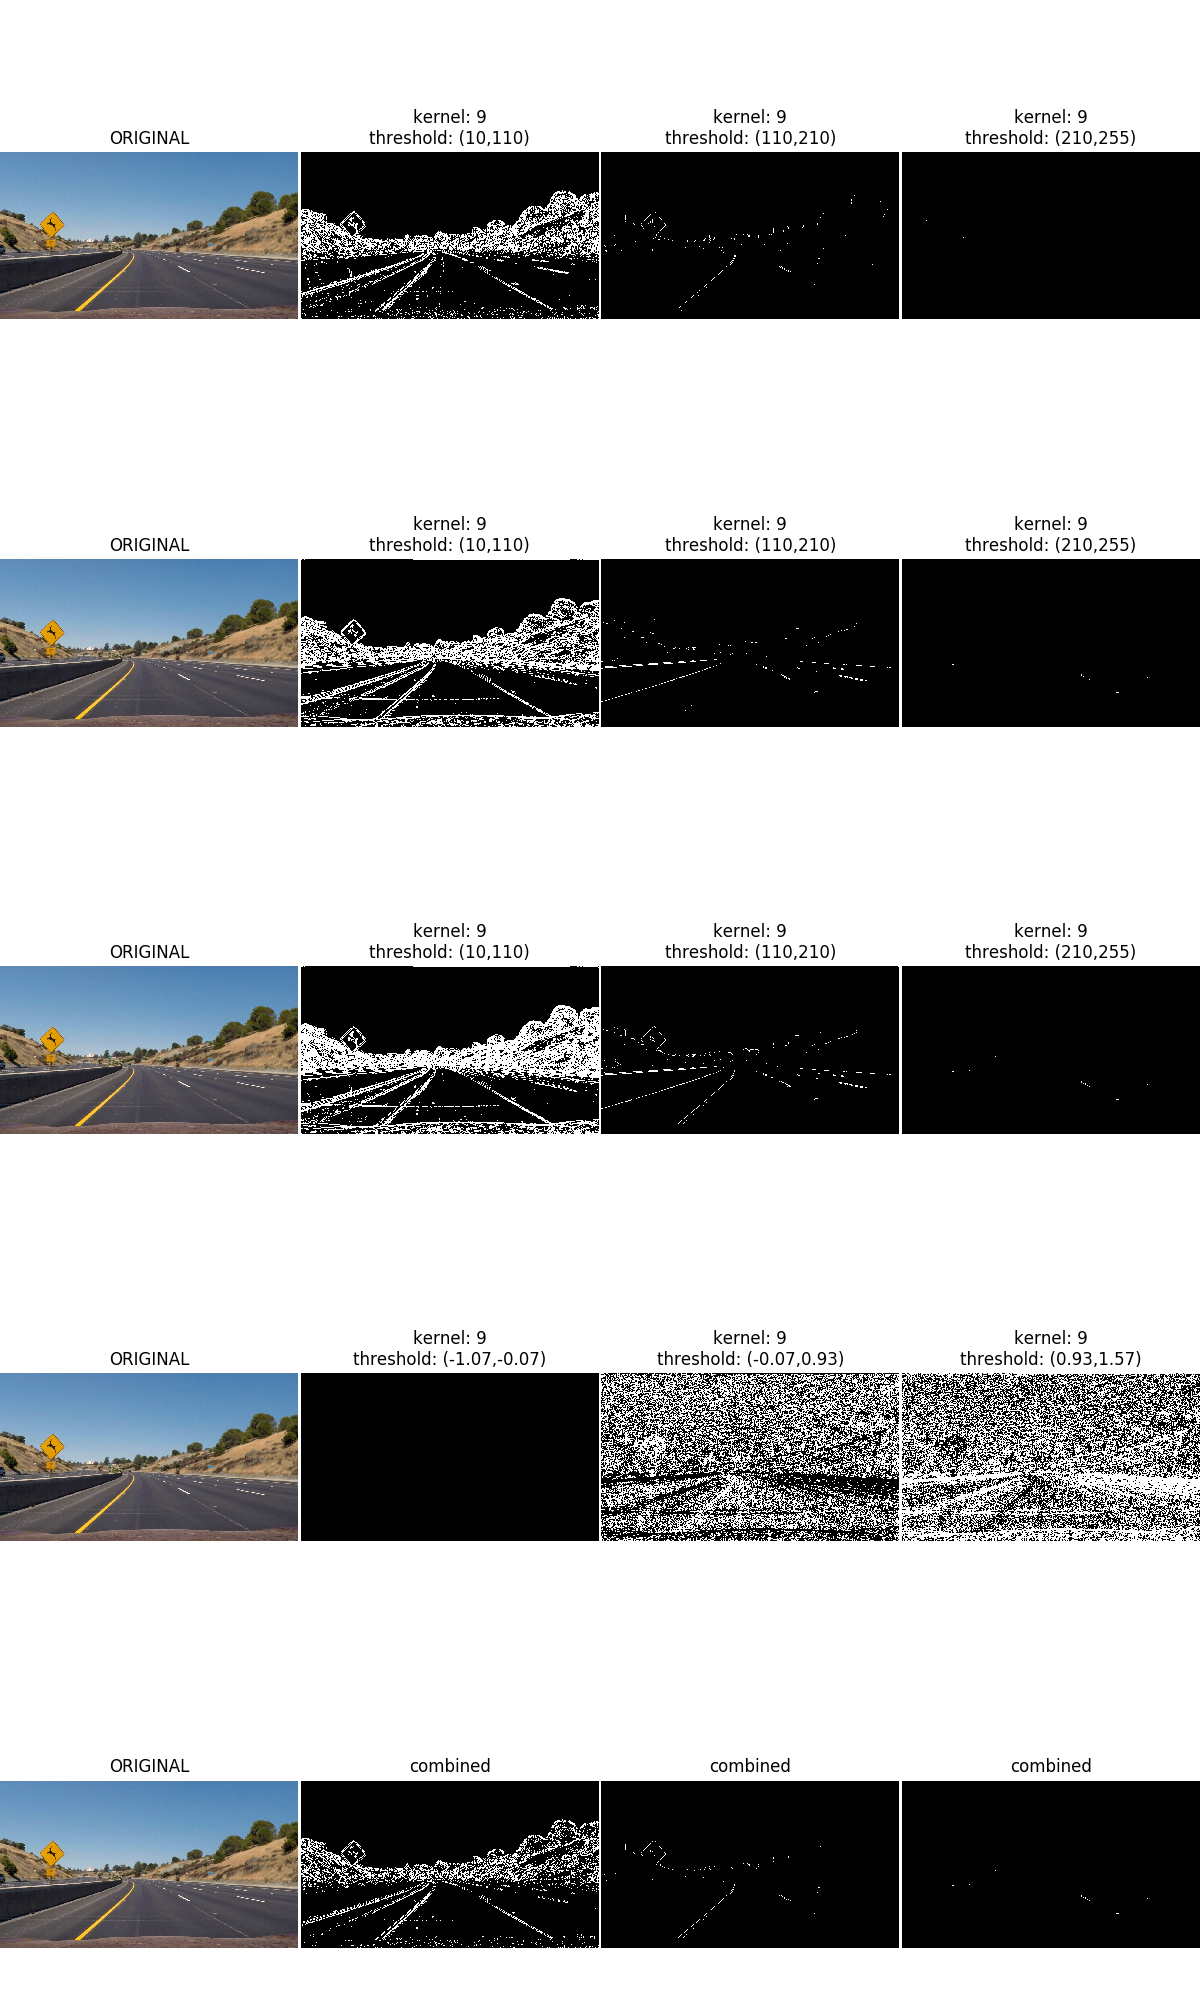 ORIGINAL
kernel: 9
threshold: (10,110)
kernel: 9
threshold: (110,210)
kernel: 9
threshold: (210,255)
ORIGINAL
kernel: 9
threshold: (10,110)
kernel: 9
threshold: (110,210)
kernel: 9
threshold: (210,255)
ORIGINAL
kernel: 9
threshold: (10,110)
kernel: 9
threshold: (110,210)
kernel: 9
threshold: (210,255)
ORIGINAL
kernel: 9
threshold: (-1.07,-0.07)
kernel: 9
threshold: (-0.07,0.93)
kernel: 9
threshold: (0.93,1.57)
ORIGINAL
combined
combined
combined